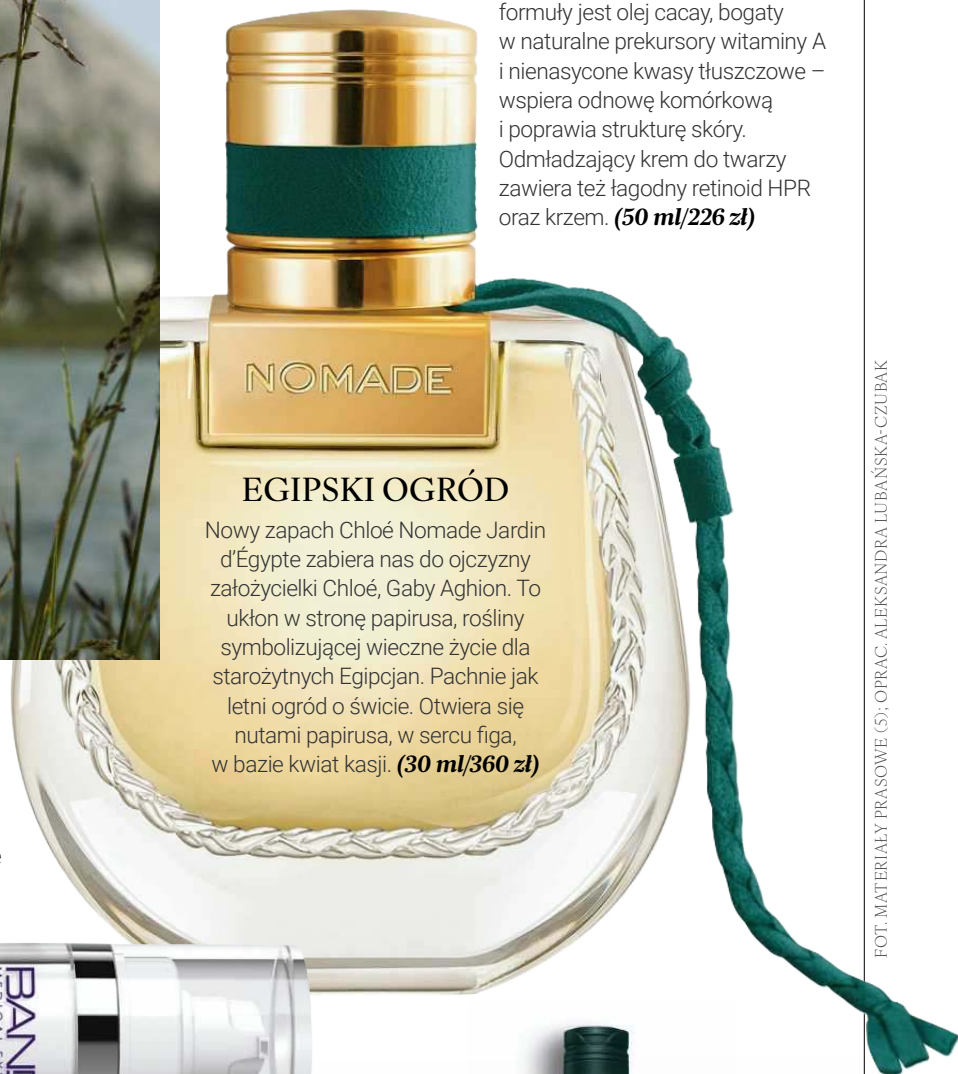 formuły jest olej cacay, bogaty
w naturalne prekursory witaminy A
i nienasycone kwasy tłuszczowe –
wspiera odnowę komórkową
i poprawia strukturę skóry.
Odmładzający krem do twarzy
zawiera też łagodny retinoid HPR
oraz krzem. (50 ml/226 zł)
NOMADE
EGIPSKI OGRÓD
Nowy zapach Chloé Nomade Jardin
d’Égypte zabiera nas do ojczyzny
założycielki Chloé, Gaby Aghion. To
ukłon w stronę papirusa, rośliny
symbolizującej wieczne życie dla
starożytnych Egipcjan. Pachnie jak
letni ogród o świcie. Otwiera się
nutami papirusa, w sercu figa,
w bazie kwiat kasji. (30 ml/360 zł)
FOT. MATERIAŁY PRASOWE (5); OPRAC. ALEKSANDRA LUBAŃSKA-CZUBAK